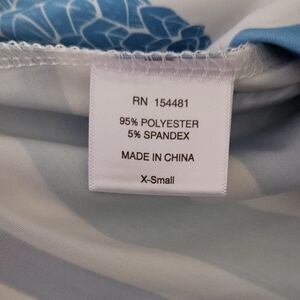 RN 154481
95% POLYESTER
5% SPANDEX
MADE IN CHINA
X-Small